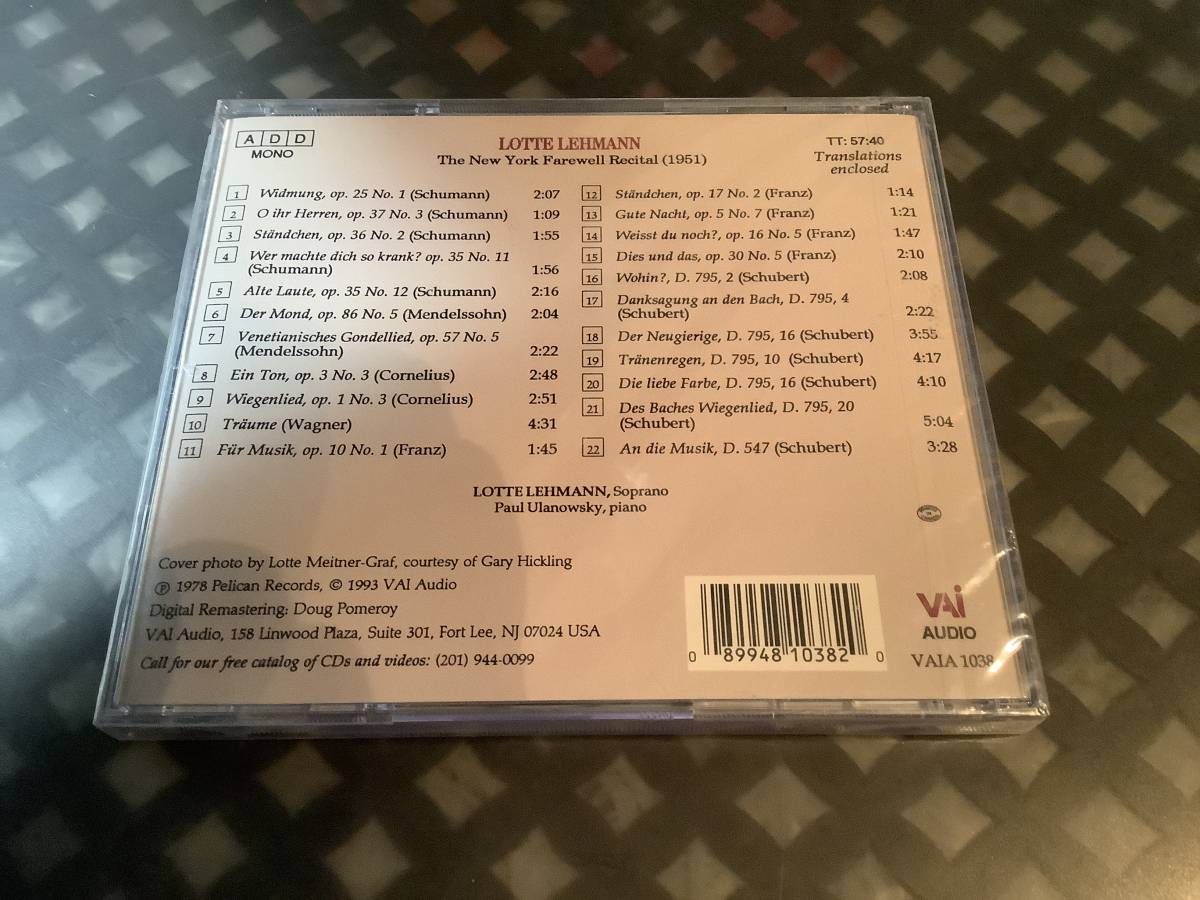 A D D
MONO
LOTTE LEHMANN
The New York Farewell Recital (1951)
TT: 57:40
Translations
enclosed
1 Widmung, op. 25 No. 1 (Schumann) 2:07
2 O ihr Herren, op. 37 No. 3 (Schumann) 1:09
3 Ständchen, op. 36 No. 2 (Schumann) 1:55
4 Wer machte dich so krank? op. 35 No. 11
(Schumann) 1:56
5 Alte Laute, op. 35 No. 12 (Schumann) 2:16
6 Der Mond, op. 86 No. 5 (Mendelssohn) 2:04
7 Venetianisches Gondellied, op. 57 No. 5
(Mendelssohn) 2:22
8 Ein Ton, op. 3 No. 3 (Cornelius) 2:48
9 Wiegenlied, op. 1 No. 3 (Cornelius) 2:51
10 Träume (Wagner) 4:31
11 Für Musik, op. 10 No. 1 (Franz) 1:45
12 Ständchen, op. 17 No. 2 (Franz) 1:14
13 Gute Nacht, op. 5 No. 7 (Franz) 1:21
14 Weisst du noch?, op. 16 No. 5 (Franz) 1:47
15 Dies und das, op. 30 No. 5 (Franz) 2:10
16 Wohin?, D. 795, 2 (Schubert) 2:08
17 Danksagung an den Bach, D. 795, 4
(Schubert) 2:22
18 Der Neugierige, D. 795, 16 (Schubert) 3:55
19 Tränenregen, D. 795, 10 (Schubert) 4:17
20 Die liebe Farbe, D. 795, 16 (Schubert) 4:10
21 Des Baches Wiegenlied, D. 795, 20
(Schubert) 5:04
22 An die Musik, D. 547 (Schubert) 3:28
LOTTE LEHMANN, Soprano
Paul Ulanowsky, piano
Cover photo by Lotte Meitner-Graf, courtesy of Gary Hickling
℗ 1978 Pelican Records, © 1993 VAI Audio
Digital Remastering: Doug Pomeroy
VAI Audio, 158 Linwood Plaza, Suite 301, Fort Lee, NJ 07024 USA
Call for our free catalog of CDs and videos: (201) 944-0099
0 89948 10382 0
VAI
AUDIO
VAIA 1038